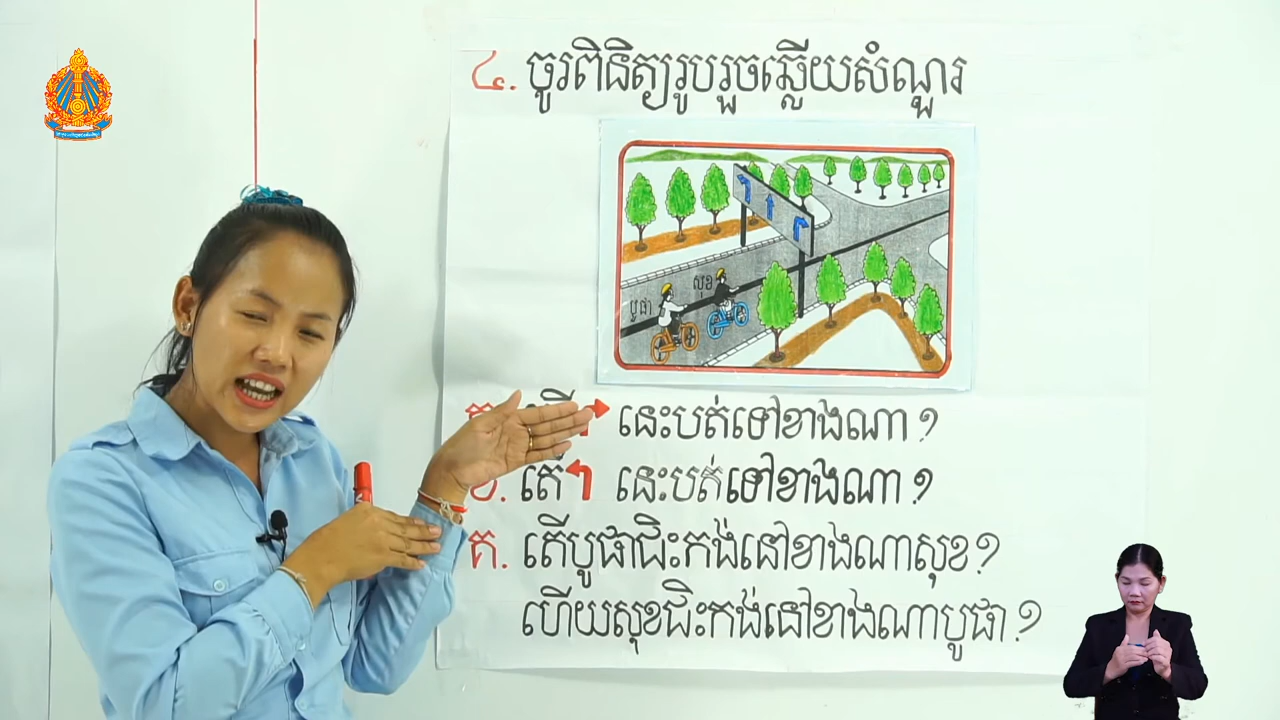 ៤. ចូរពិនិត្យរូបរួចឆ្លើយសំណួរ
សុខ
បូផា
នេះបត់ទៅខាងណា ?
ខ. តើ នេះបត់ទៅខាងណា ?
គ. តើបូផាជិះកង់នៅខាងណាសុខ ?
ហើយសុខជិះកង់នៅខាងណាបូផា ?